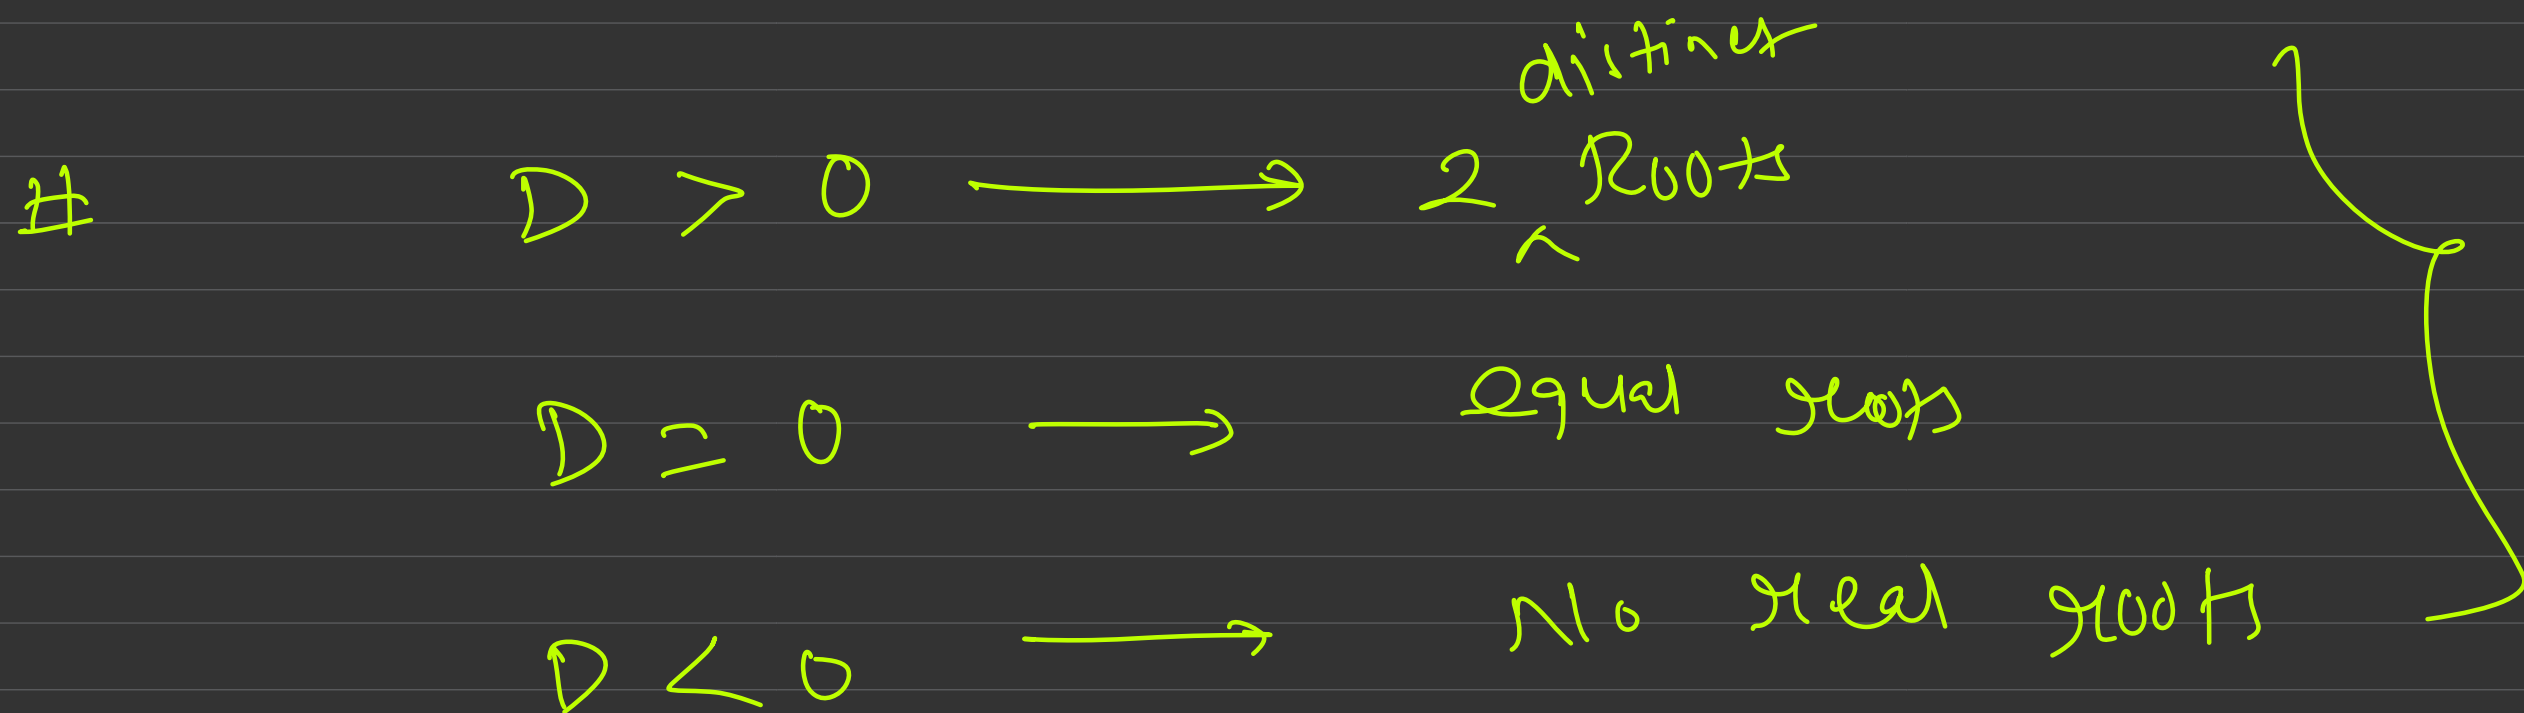 # D > 0 → 2 ^ distinct Roots
D = 0 → equal roots
D < 0 → No real roots